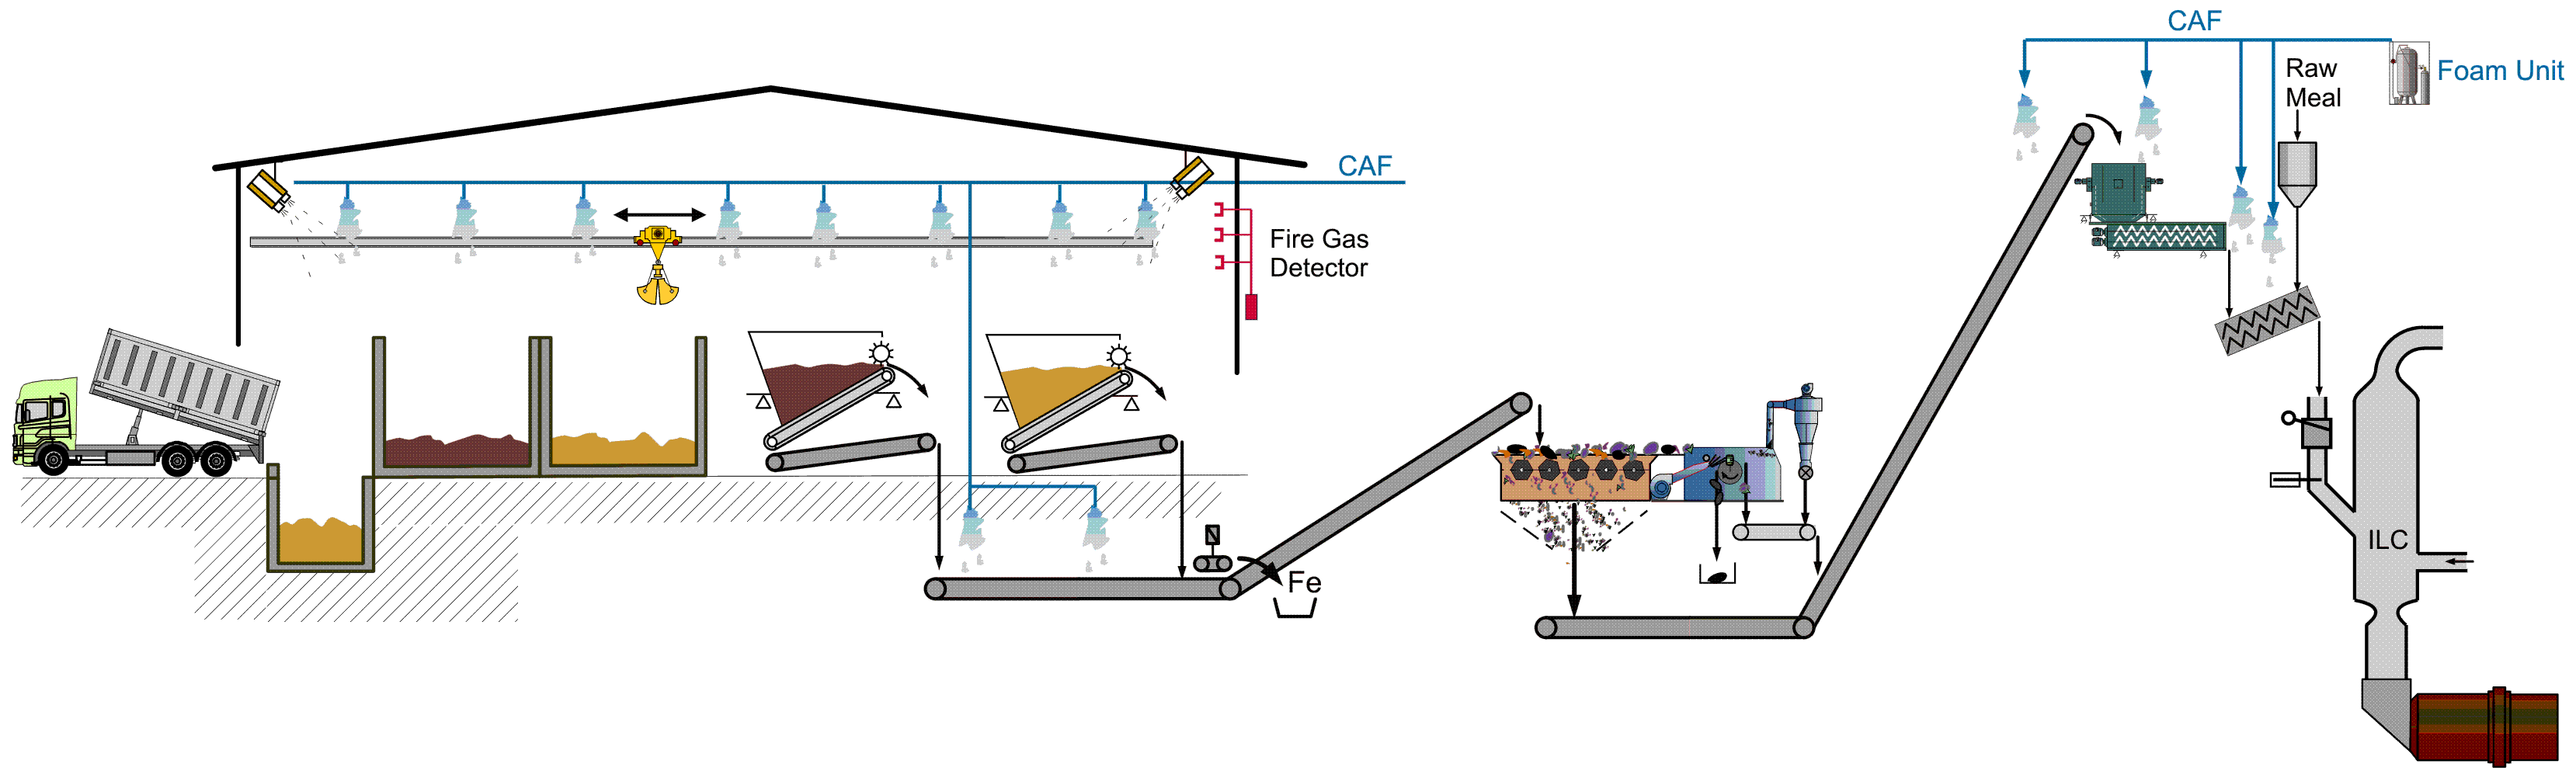 CAF
Foam Unit
Raw
Meal
CAF
Fire Gas
Detector
ILC
Fe